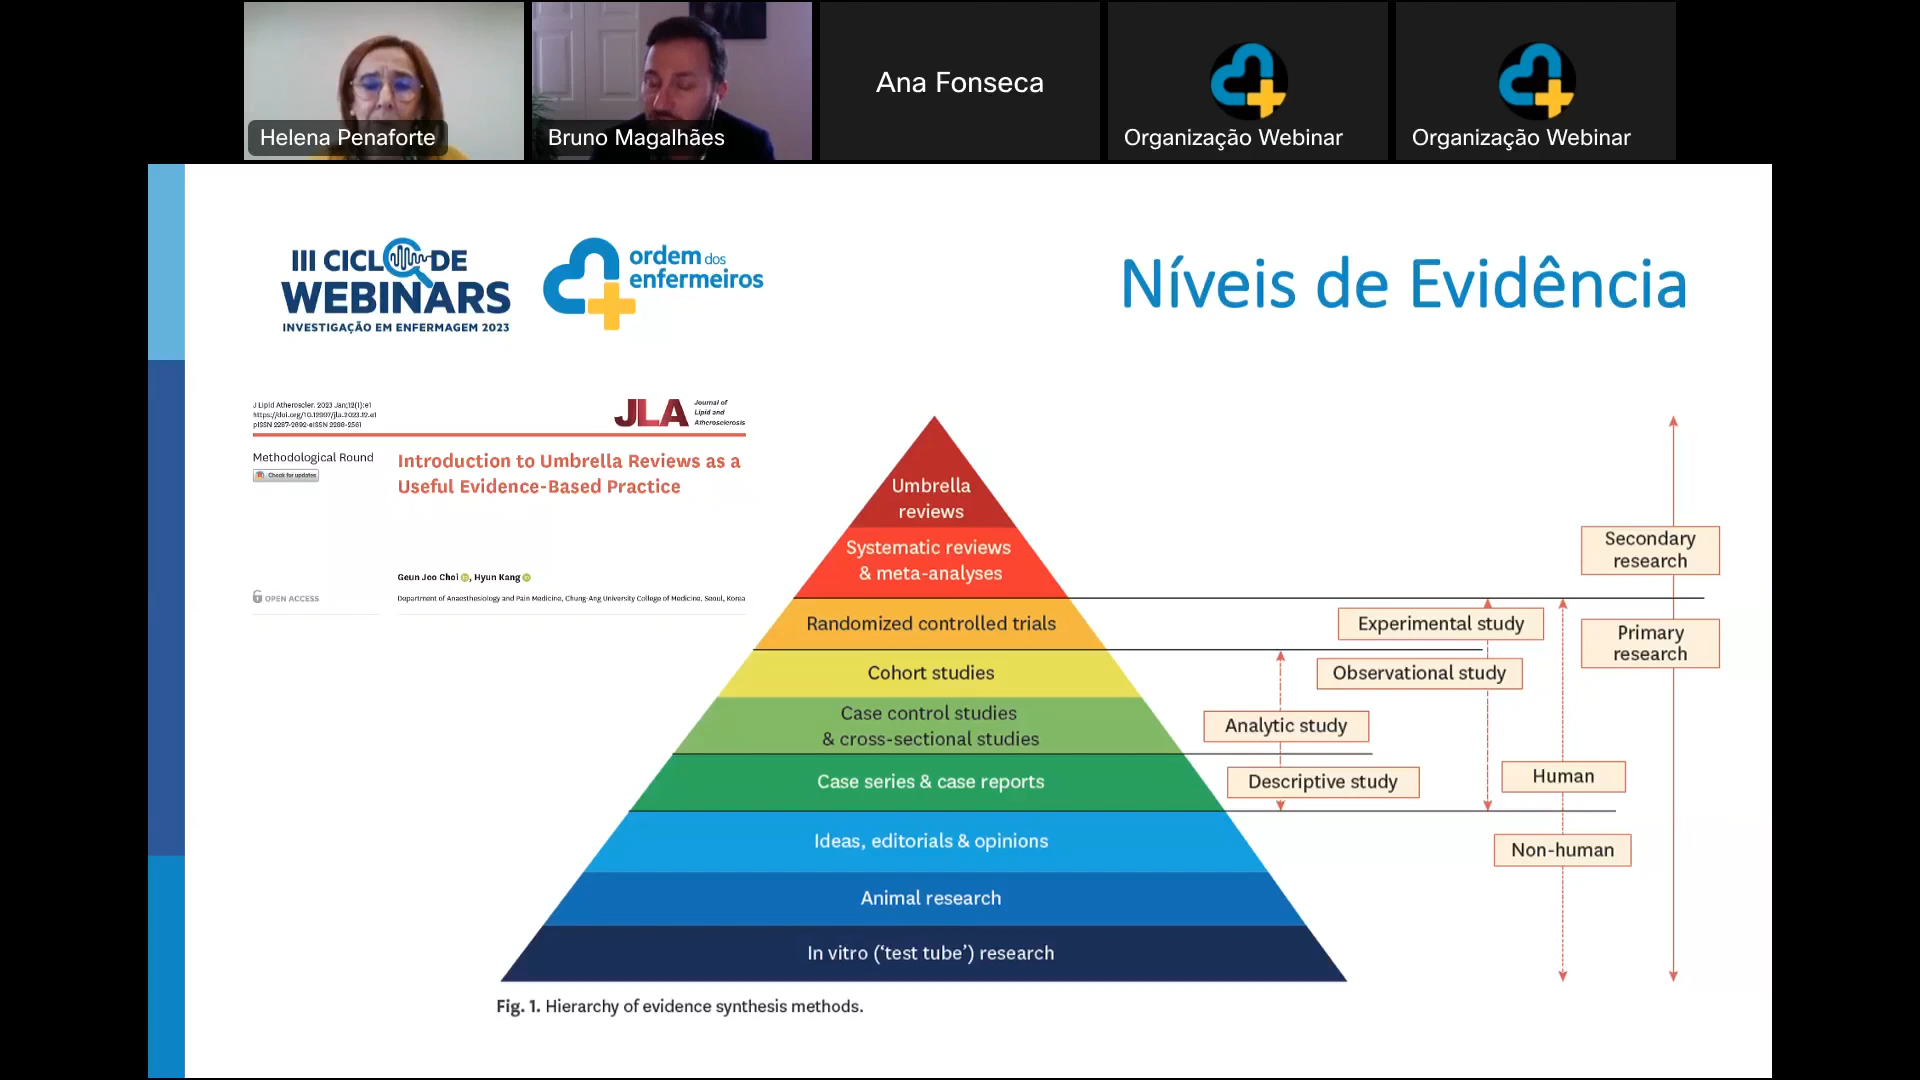 Helena Penaforte
Bruno Magalhães
Ana Fonseca
Organização Webinar
Organização Webinar
III CICLO DE
WEBINARS
INVESTIGAÇÃO EM ENFERMAGEM 2023
ordem dos
enfermeiros
Níveis de Evidência
J Lipid Atheroscler. 2023 Jan;12(1):e1
https://doi.org/10.12997/jla.2023.12.e1
pISSN 2287-2892·eISSN 2288-2561
JLA
Journal of
Lipid and
Atherosclerosis
Methodological Round
Check for updates
Introduction to Umbrella Reviews as a
Useful Evidence-Based Practice
Geun Joo Choi, Hyun Kang
OPEN ACCESS
Department of Anaesthesiology and Pain Medicine, Chung-Ang University College of Medicine, Seoul, Korea
Umbrella
reviews
Systematic reviews
& meta-analyses
Randomized controlled trials
Cohort studies
Case control studies
& cross-sectional studies
Case series & case reports
Ideas, editorials & opinions
Animal research
In vitro (‘test tube’) research
Secondary
research
Experimental study
Primary
research
Observational study
Analytic study
Descriptive study
Human
Non-human
Fig. 1. Hierarchy of evidence synthesis methods.